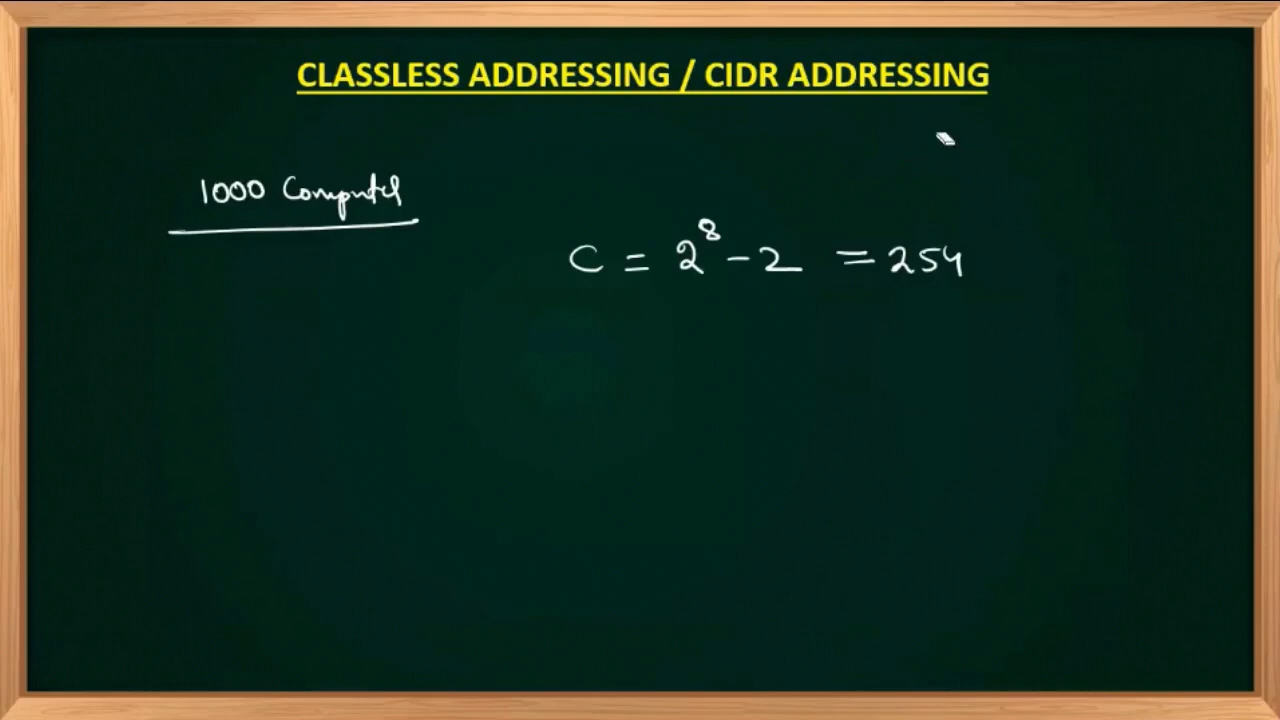 CLASSLESS ADDRESSING / CIDR ADDRESSING
1000 Computer
C = 2⁸ - 2 = 254